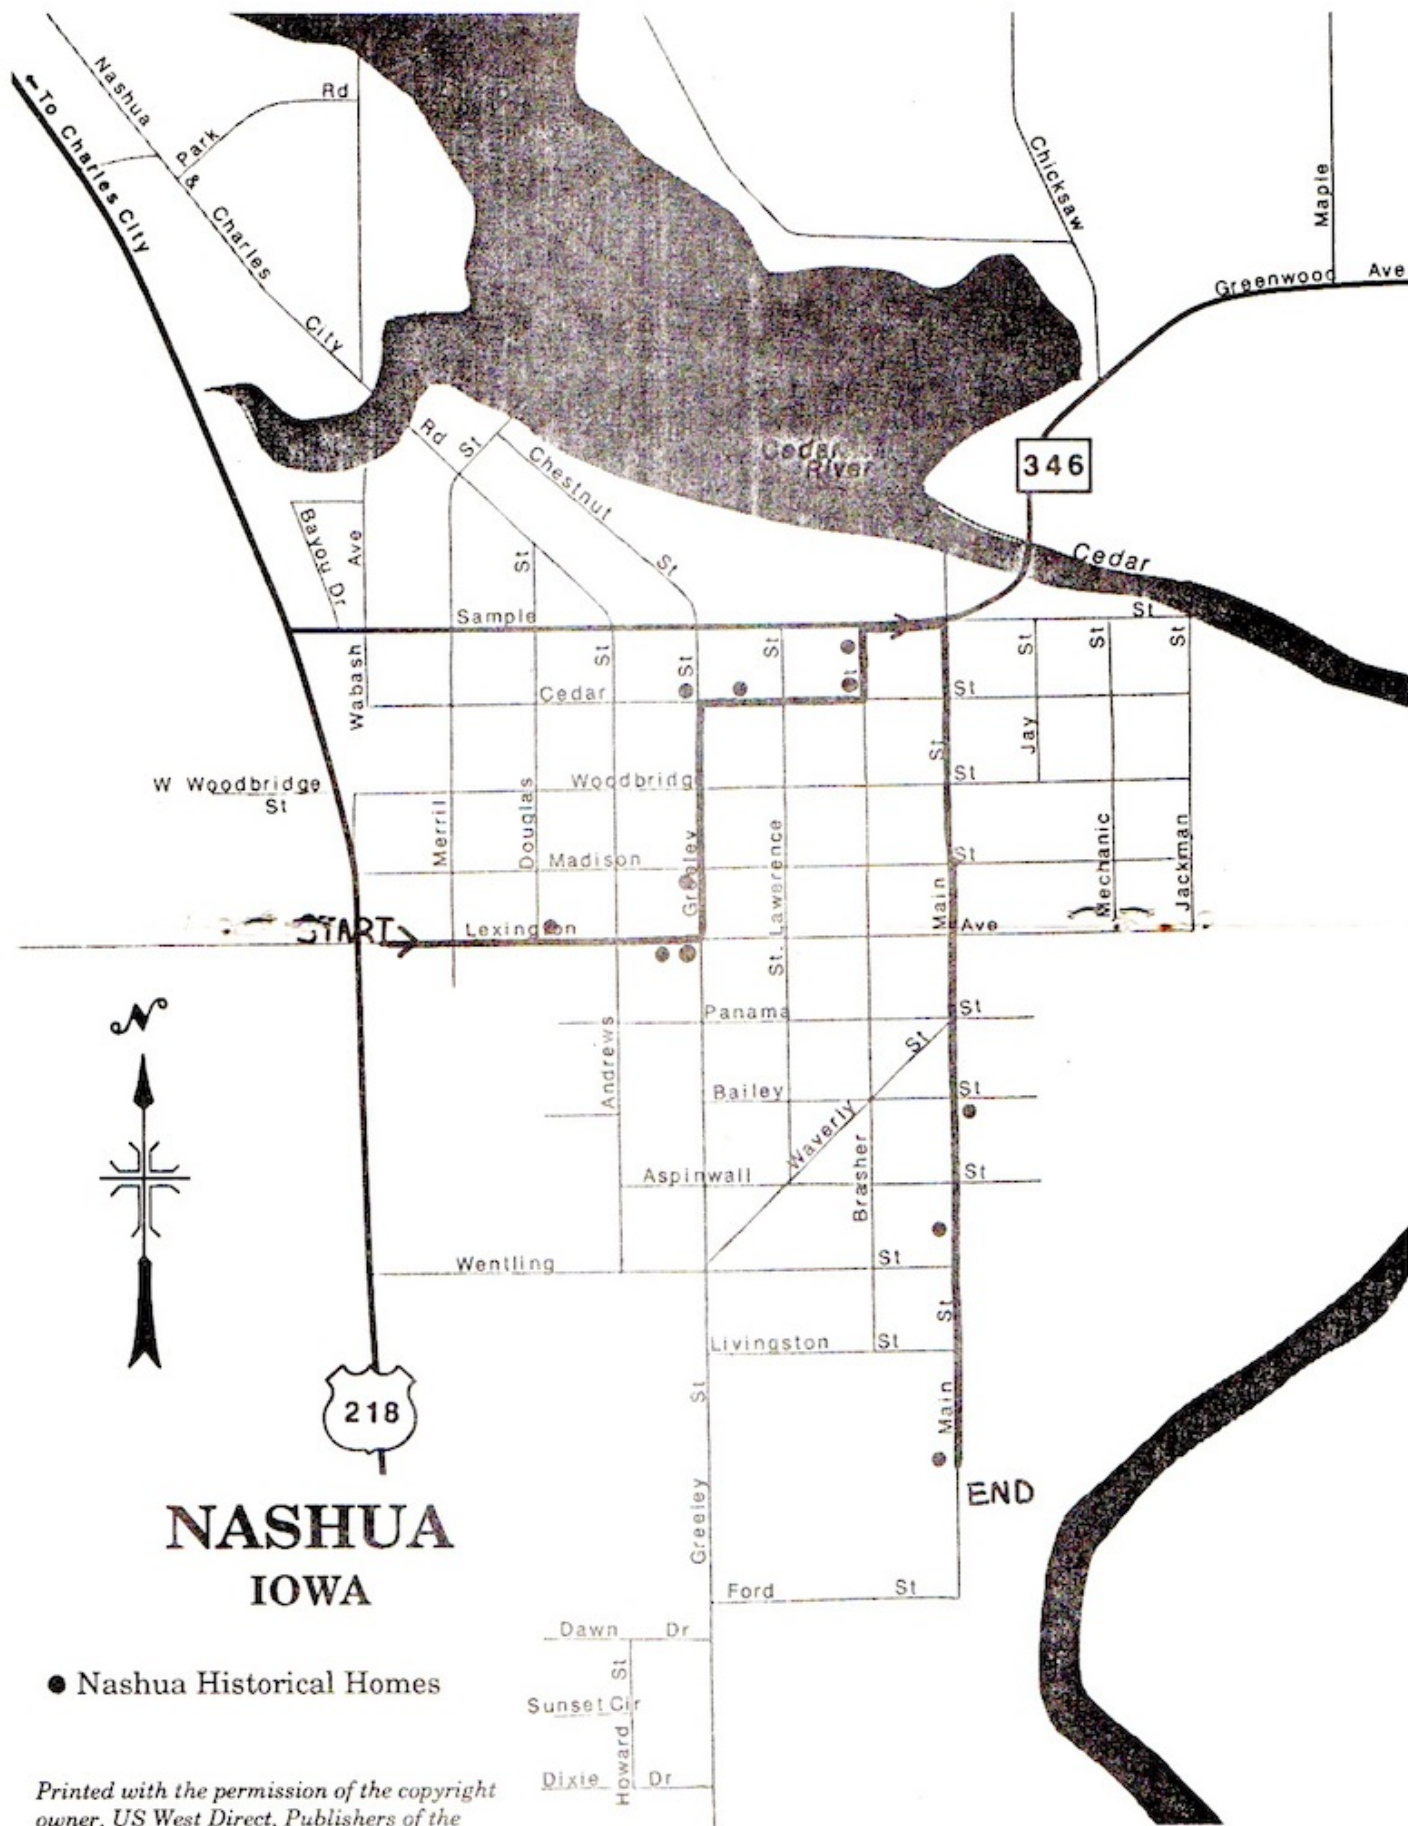 To Charles City
Nashua & Charles City Rd
Park Rd
Chicksaw
Maple
Greenwood Ave
346
Cedar River
Cedar
Chestnut St
St
Bayou Dr
Wabash Ave
Sample St
Cedar St
W Woodbridge St
Woodbridg St
Madison St
Lexington Ave
START
Merril
Douglas St
Andrews St
Greeley St
St. Lawerence St
Brasher St
Main St
Jay St
Mechanic St
Jackman St
N
Panama St
Bailey St
Waverly St
Aspinwall St
Wentling St
Livingston St
St
Main
218
Greeley St
END
Ford St
Dawn Dr
Howard St
Sunset Cir
Dixie Dr
NASHUA
IOWA
Nashua Historical Homes
Printed with the permission of the copyright
owner, US West Direct, Publishers of the